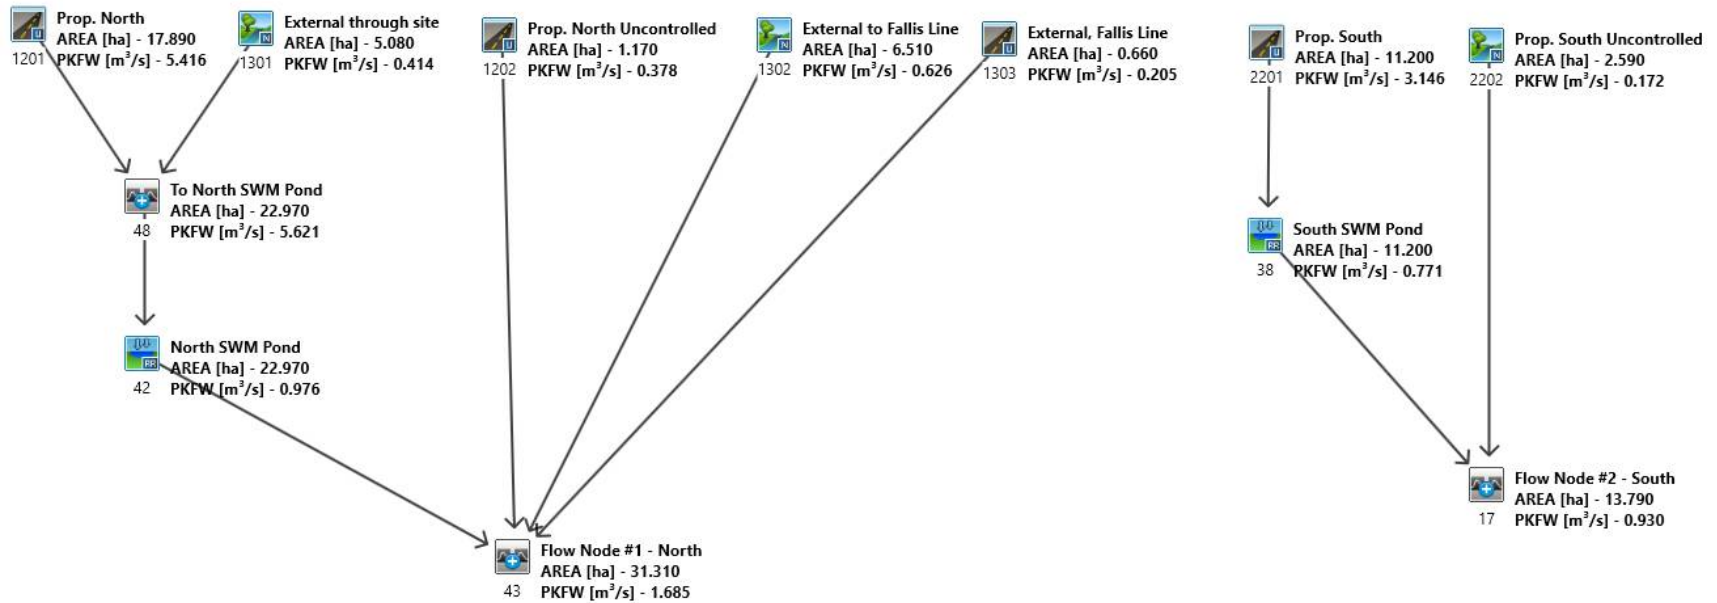 Prop. North
AREA [ha] - 17.890
PKFW [m³/s] - 5.416
U
1201
External through site
AREA [ha] - 5.080
PKFW [m³/s] - 0.414
N
1301
Prop. North Uncontrolled
AREA [ha] - 1.170
PKFW [m³/s] - 0.378
U
1202
External to Fallis Line
AREA [ha] - 6.510
PKFW [m³/s] - 0.626
N
1302
External, Fallis Line
AREA [ha] - 0.660
PKFW [m³/s] - 0.205
U
1303
Prop. South
AREA [ha] - 11.200
PKFW [m³/s] - 3.146
U
2201
Prop. South Uncontrolled
AREA [ha] - 2.590
PKFW [m³/s] - 0.172
N
2202
To North SWM Pond
AREA [ha] - 22.970
PKFW [m³/s] - 5.621
48
South SWM Pond
AREA [ha] - 11.200
PKFW [m³/s] - 0.771
RR
38
North SWM Pond
AREA [ha] - 22.970
PKFW [m³/s] - 0.976
RR
42
Flow Node #2 - South
AREA [ha] - 13.790
PKFW [m³/s] - 0.930
17
Flow Node #1 - North
AREA [ha] - 31.310
PKFW [m³/s] - 1.685
43